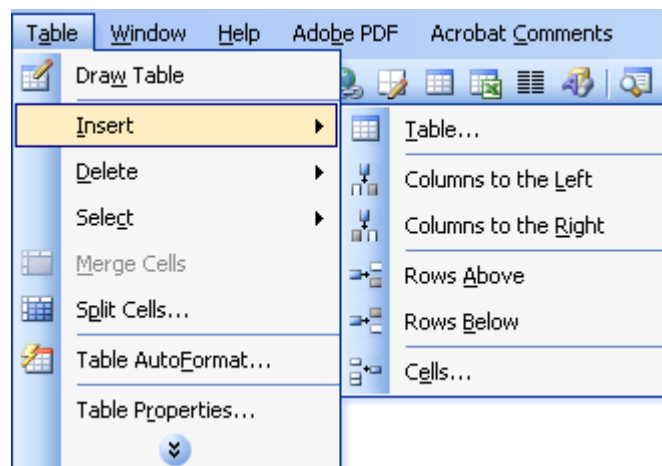 Table Window Help Adobe PDF Acrobat Comments
Draw Table
Insert
Delete
Select
Merge Cells
Split Cells...
Table AutoFormat...
Table Properties...
Table...
Columns to the Left
Columns to the Right
Rows Above
Rows Below
Cells...